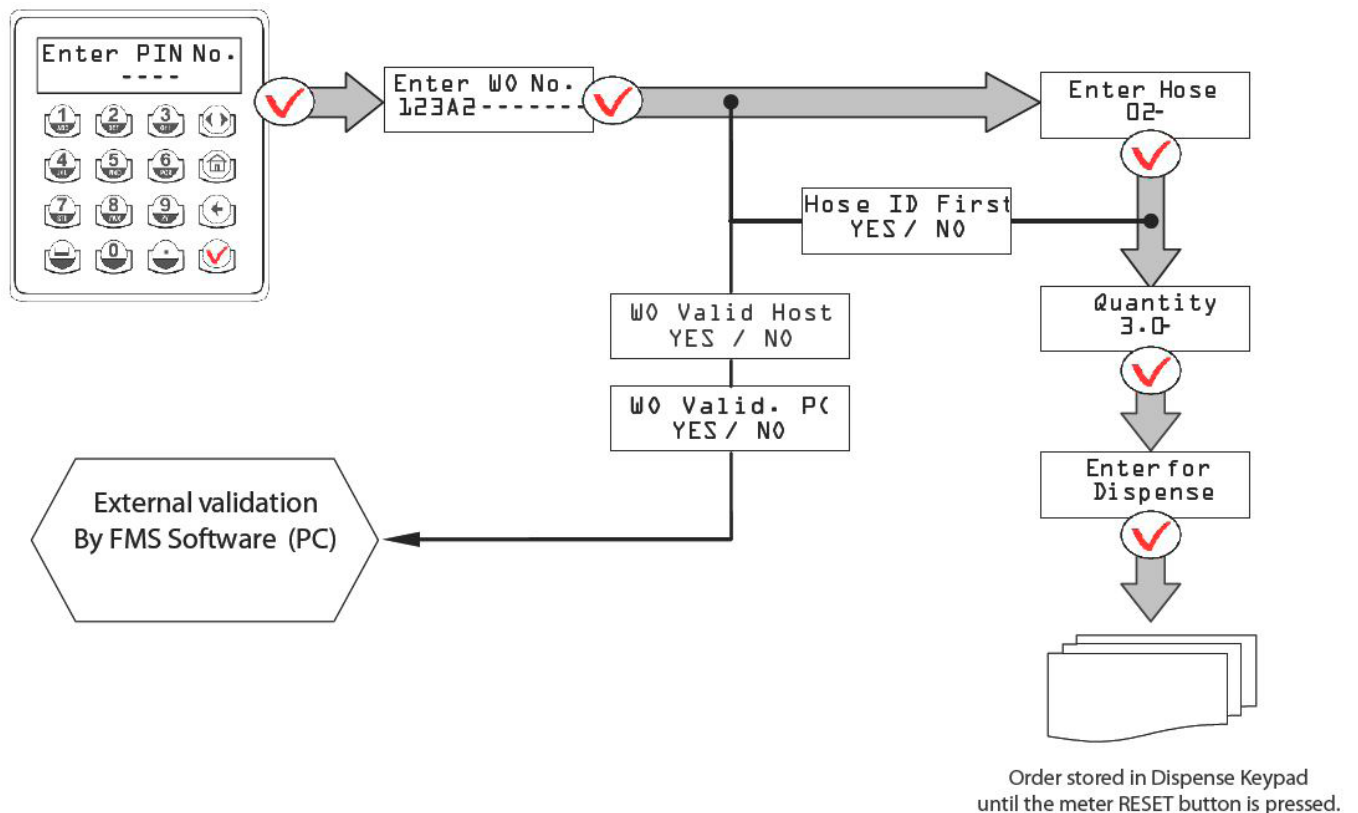 Enter PIN No.
----
1
2
3
4
5
6
7
8
9
0
Enter WO No.
123A2-------
Enter Hose
02-
Hose ID First
YES / NO
WO Valid Host
YES / NO
WO Valid. PC
YES / NO
Quantity
3.0-
Enter for
Dispense
External validation
By FMS Software (PC)
Order stored in Dispense Keypad
until the meter RESET button is pressed.